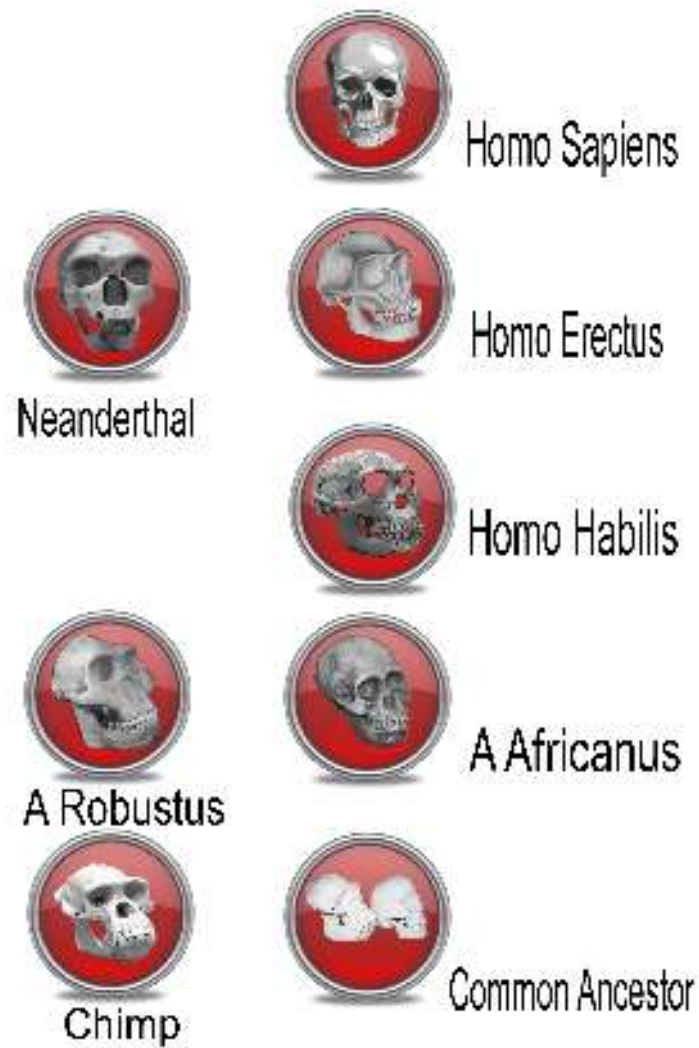 Homo Sapiens
Homo Erectus
Neanderthal
Homo Habilis
A Africanus
A Robustus
Common Ancestor
Chimp